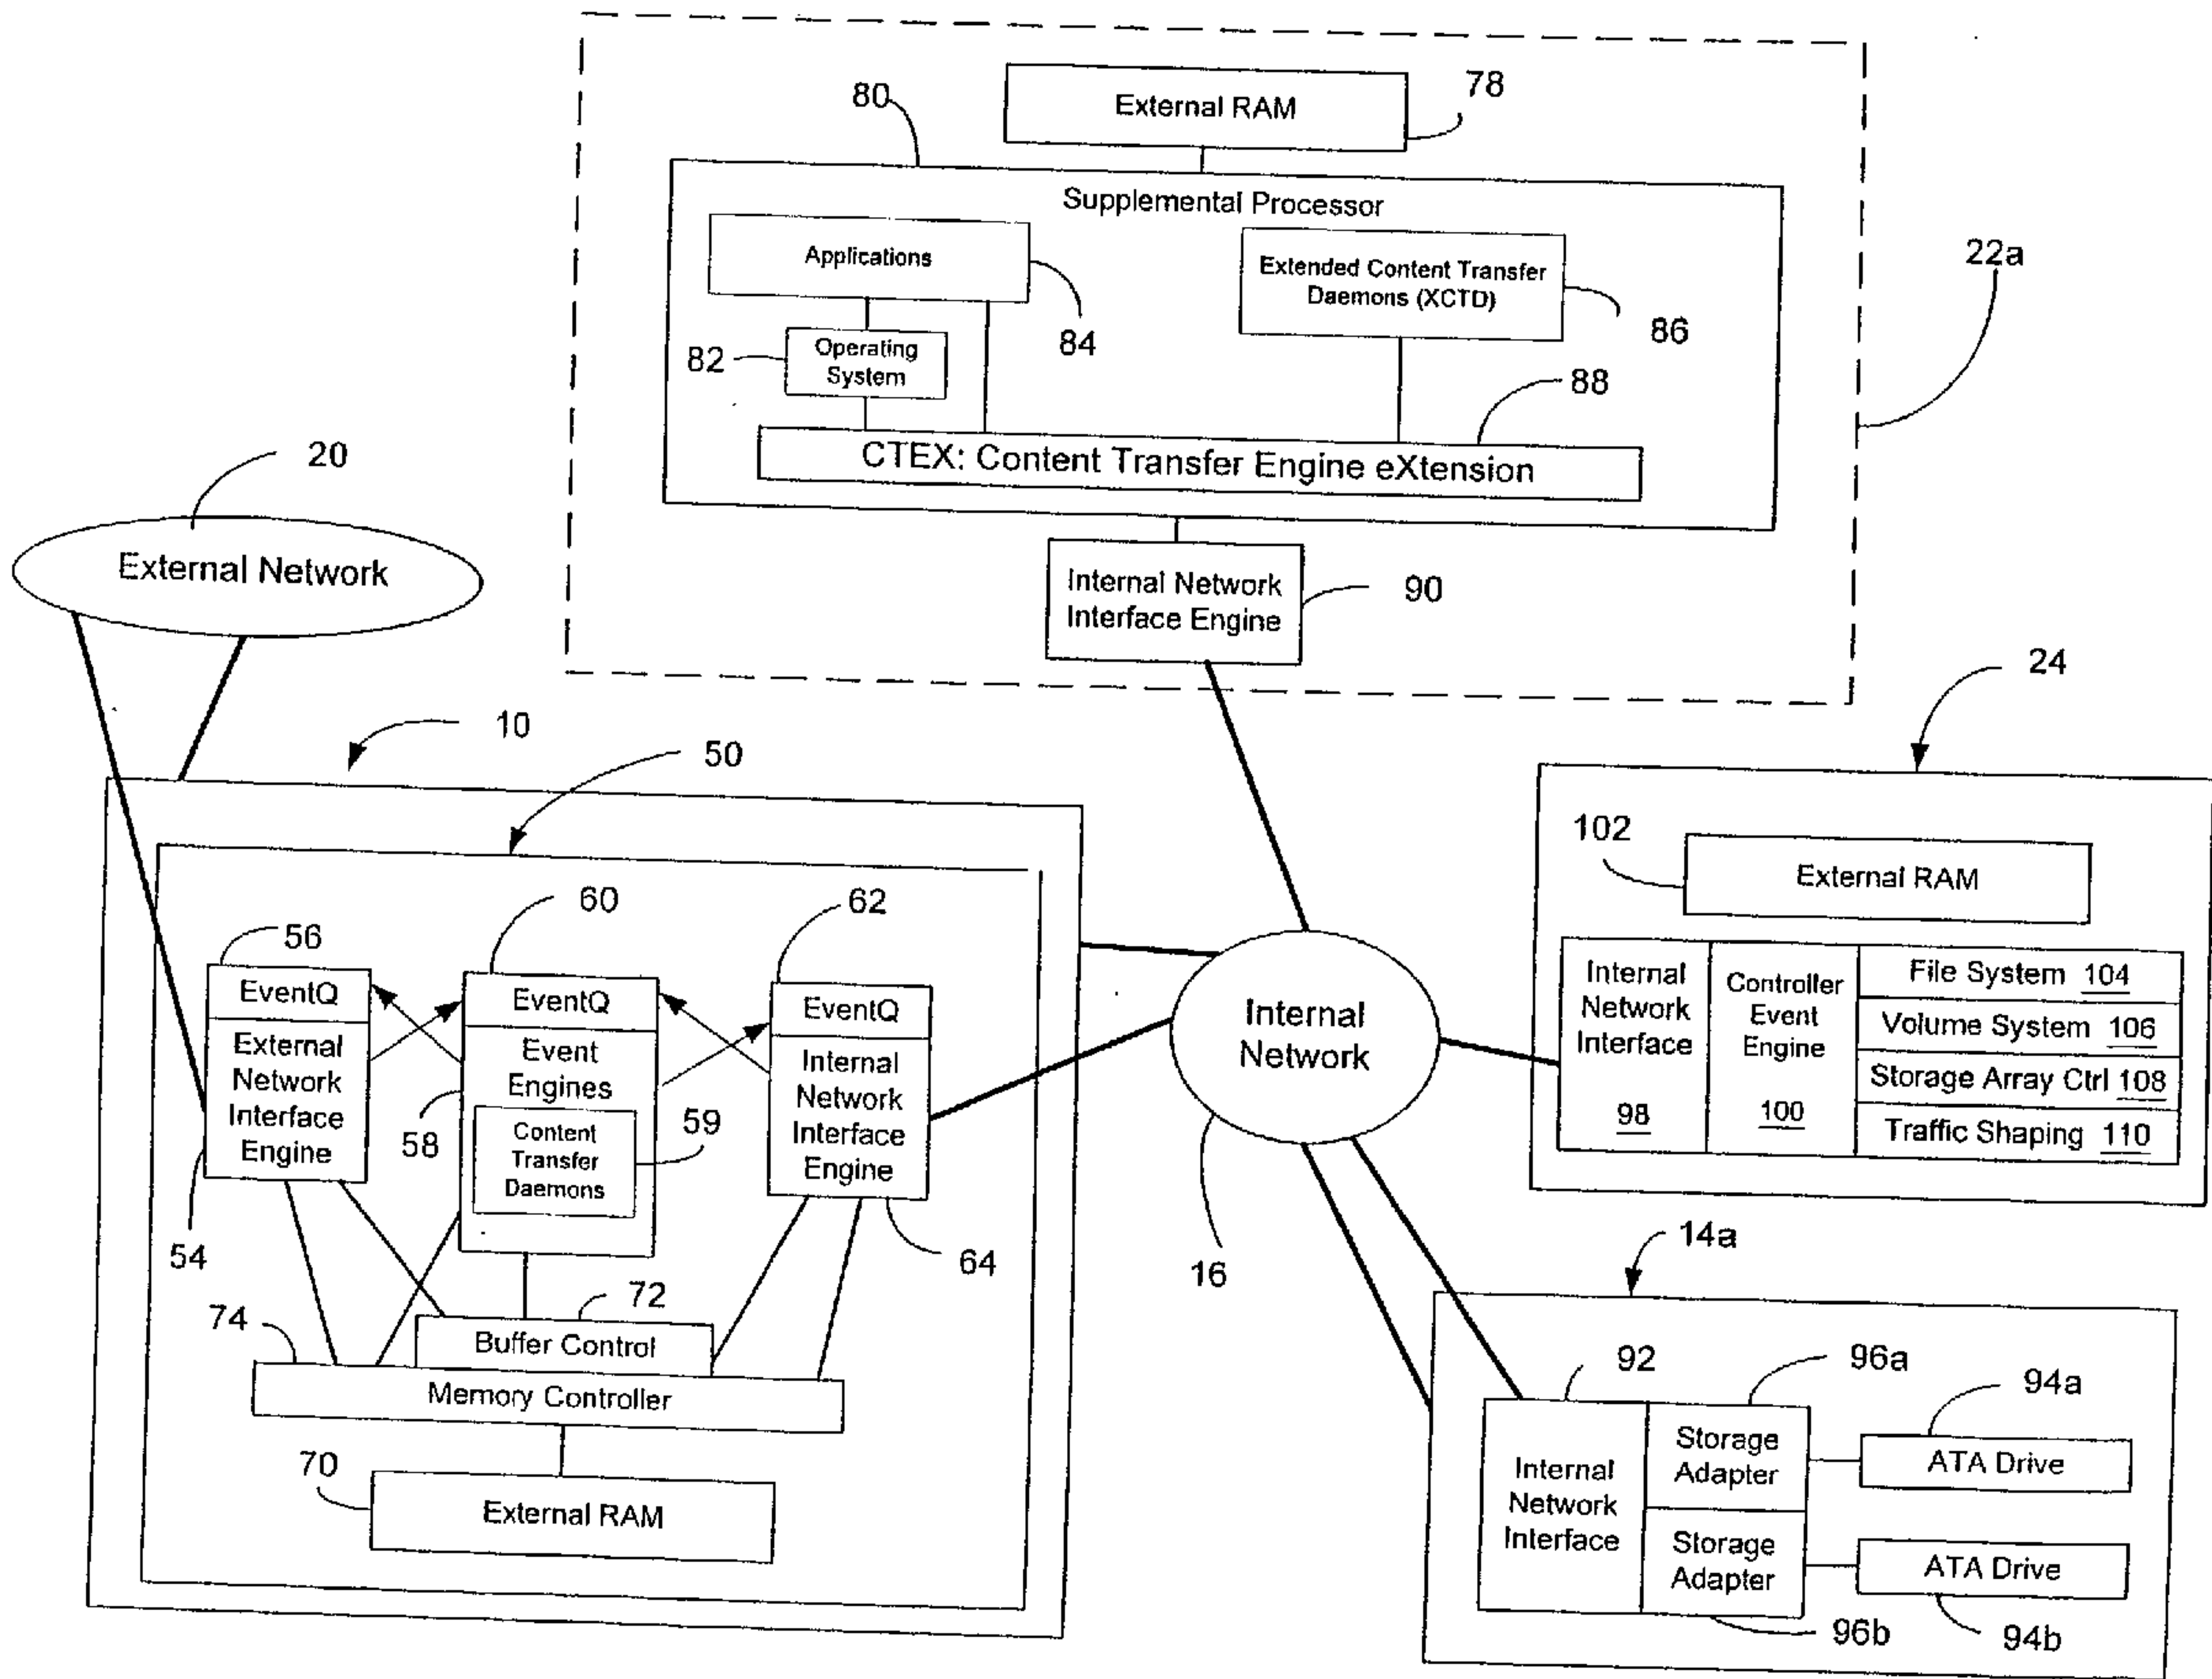 External RAM
78
80
Supplemental Processor
Applications
84
Extended Content Transfer
Daemons (XCTD)
86
22a
82
Operating
System
88
CTEX: Content Transfer Engine eXtension
20
External Network
Internal Network
Interface Engine
90
24
10
50
102
External RAM
56
60
62
EventQ
External
Network
Interface
Engine
54
EventQ
Event
Engines
58
Content
Transfer
Daemons
59
EventQ
Internal
Network
Interface
Engine
64
Internal
Network
16
Internal
Network
Interface
98
Controller
Event
Engine
100
File System 104
Volume System 106
Storage Array Ctrl 108
Traffic Shaping 110
14a
72
74
Buffer Control
Memory Controller
70
External RAM
92
96a
94a
Internal
Network
Interface
Storage
Adapter
ATA Drive
Storage
Adapter
ATA Drive
96b
94b